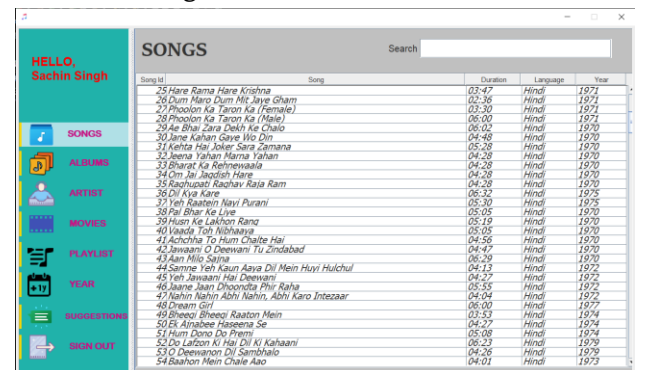 HELLO,
Sachin Singh
SONGS
ALBUMS
ARTIST
MOVIES
PLAYLIST
YEAR
SUGGESTIONS
SIGN OUT
SONGS
Search
Song Id Song Duration Language Year
25 Hare Rama Hare Krishna 03:47 Hindi 1971
26 Dum Maro Dum Mit Jaye Gham 02:36 Hindi 1971
27 Phoolon Ka Taron Ka (Female) 03:30 Hindi 1971
28 Phoolon Ka Taron Ka (Male) 06:00 Hindi 1971
29 Ae Bhai Zara Dekh Ke Chalo 06:02 Hindi 1970
30 Jane Kahan Gaye Wo Din 04:48 Hindi 1970
31 Kehta Hai Joker Sara Zamana 05:28 Hindi 1970
32 Jeena Yahan Marna Yahan 04:28 Hindi 1970
33 Bharat Ka Rehnewaala 04:28 Hindi 1970
34 Om Jai Jagdish Hare 04:28 Hindi 1970
35 Raghupati Raghav Raja Ram 04:28 Hindi 1970
36 Dil Kya Kare 06:32 Hindi 1975
37 Yeh Raatein Nayi Purani 05:30 Hindi 1975
38 Pal Bhar Ke Liye 05:05 Hindi 1970
39 Husn Ke Lakhon Rang 05:19 Hindi 1970
40 Vaada Toh Nibhaaya 05:05 Hindi 1970
41 Achchha To Hum Chalte Hai 04:56 Hindi 1970
42 Jawaani O Deewani Tu Zindabad 04:47 Hindi 1970
43 Aan Milo Sajna 06:29 Hindi 1970
44 Samne Yeh Kaun Aaya Dil Mein Huyi Hulchul 04:13 Hindi 1972
45 Yeh Jawaani Hai Deewani 04:27 Hindi 1972
46 Jaane Jaan Dhoondta Phir Raha 05:55 Hindi 1972
47 Nahin Nahin Abhi Nahin, Abhi Karo Intezaar 04:04 Hindi 1972
48 Dream Girl 06:00 Hindi 1977
49 Bheegi Bheegi Raaton Mein 03:53 Hindi 1974
50 Ek Ajnabee Haseena Se 04:27 Hindi 1974
51 Hum Dono Do Premi 05:08 Hindi 1974
52 Do Lafzon Ki Hai Dil Ki Kahaani 06:23 Hindi 1979
53 O Deewanon Dil Sambhalo 04:26 Hindi 1979
54 Baahon Mein Chale Aao 04:01 Hindi 1973